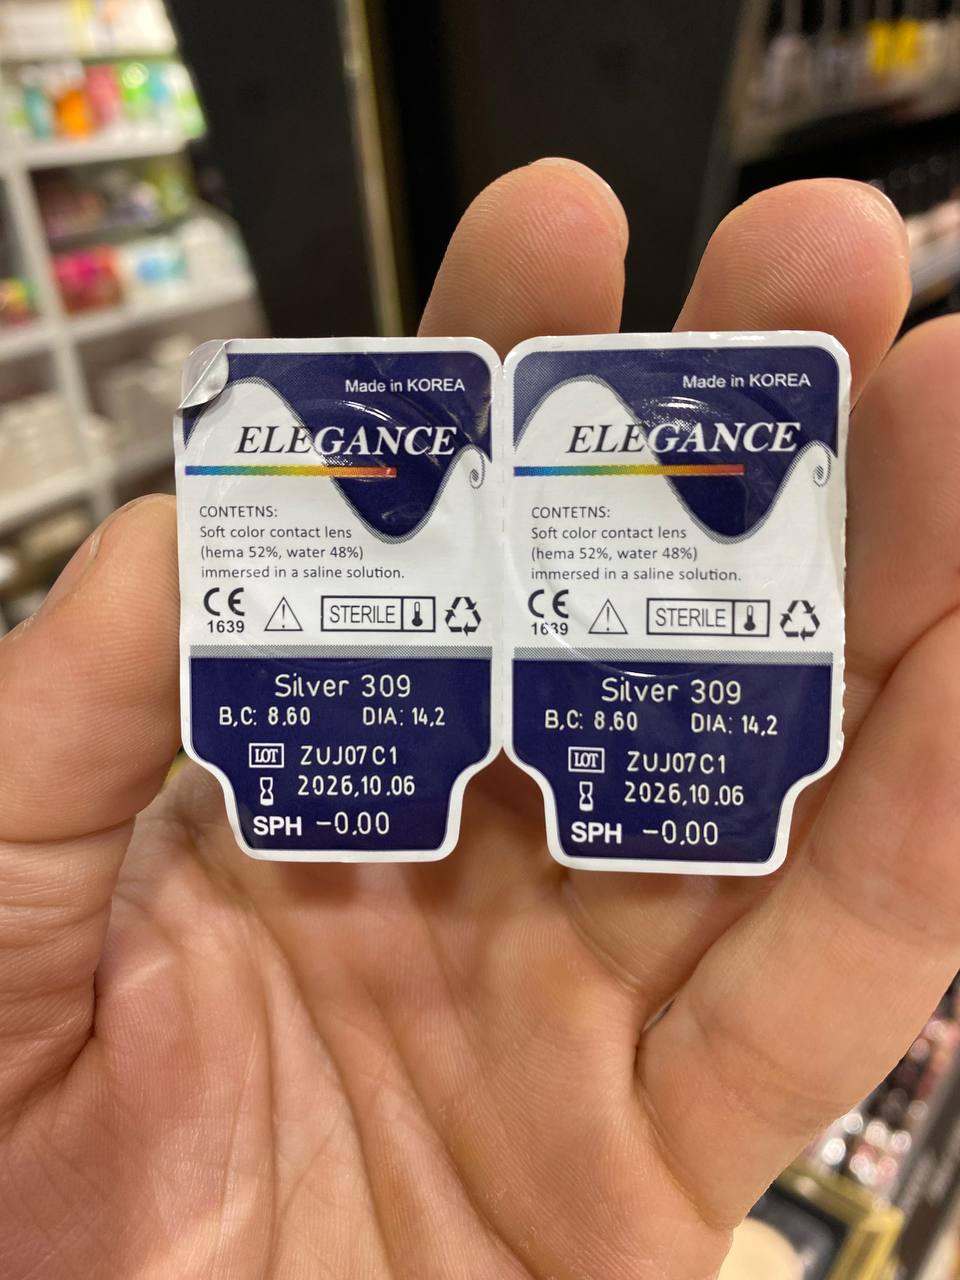 Made in KOREA
ELEGANCE
CONTETNS:
Soft color contact lens
(hema 52%, water 48%)
immersed in a saline solution.
CE
1639
STERILE
Silver 309
B,C: 8.60 DIA: 14,2
LOT ZUJ07C1
2026,10.06
SPH -0,00
Made in KOREA
ELEGANCE
CONTETNS:
Soft color contact lens
(hema 52%, water 48%)
immersed in a saline solution.
CE
1639
STERILE
Silver 309
B,C: 8.60 DIA: 14,2
LOT ZUJ07C1
2026,10.06
SPH -0,00